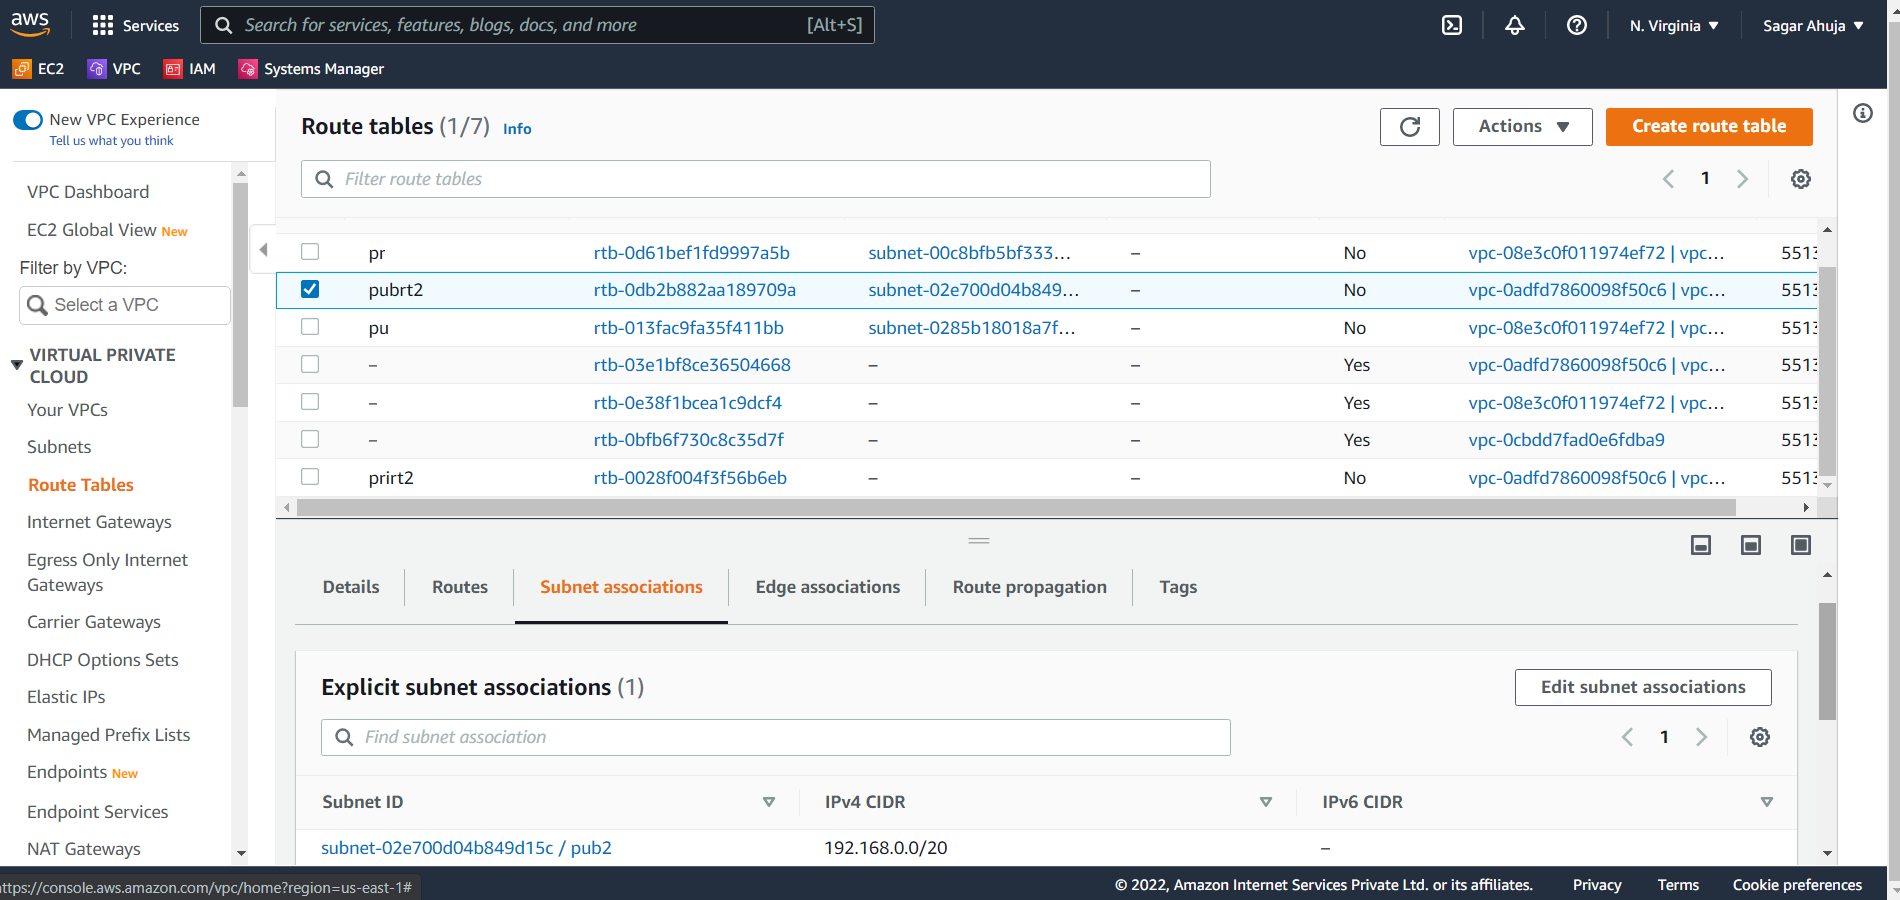 aws
Services
Search for services, features, blogs, docs, and more [Alt+S]
N. Virginia
Sagar Ahuja
EC2 VPC IAM Systems Manager
New VPC Experience
Tell us what you think
VPC Dashboard
EC2 Global View New
Filter by VPC:
Select a VPC
VIRTUAL PRIVATE
CLOUD
Your VPCs
Subnets
Route Tables
Internet Gateways
Egress Only Internet
Gateways
Carrier Gateways
DHCP Options Sets
Elastic IPs
Managed Prefix Lists
Endpoints New
Endpoint Services
NAT Gateways
Route tables (1/7) Info
Actions
Create route table
Filter route tables
1
pr rtb-0d61bef1fd9997a5b subnet-00c8bfb5bf333... – No vpc-08e3c0f011974ef72 | vpc... 5513
pubrt2 rtb-0db2b882aa189709a subnet-02e700d04b849... – No vpc-0adfd7860098f50c6 | vpc... 5513
pu rtb-013fac9fa35f411bb subnet-0285b18018a7f... – No vpc-08e3c0f011974ef72 | vpc... 5513
– rtb-03e1bf8ce36504668 – – Yes vpc-0adfd7860098f50c6 | vpc... 5513
– rtb-0e38f1bcea1c9dcf4 – – Yes vpc-08e3c0f011974ef72 | vpc... 5513
– rtb-0bfb6f730c8c35d7f – – Yes vpc-0cbdd7fad0e6fdba9 5513
prirt2 rtb-0028f004f3f56b6eb – – No vpc-0adfd7860098f50c6 | vpc... 5513
Details Routes Subnet associations Edge associations Route propagation Tags
Explicit subnet associations (1)
Edit subnet associations
Find subnet association
1
Subnet ID IPv4 CIDR IPv6 CIDR
subnet-02e700d04b849d15c / pub2 192.168.0.0/20 –
ttps://console.aws.amazon.com/vpc/home?region=us-east-1#
© 2022, Amazon Internet Services Private Ltd. or its affiliates. Privacy Terms Cookie preferences